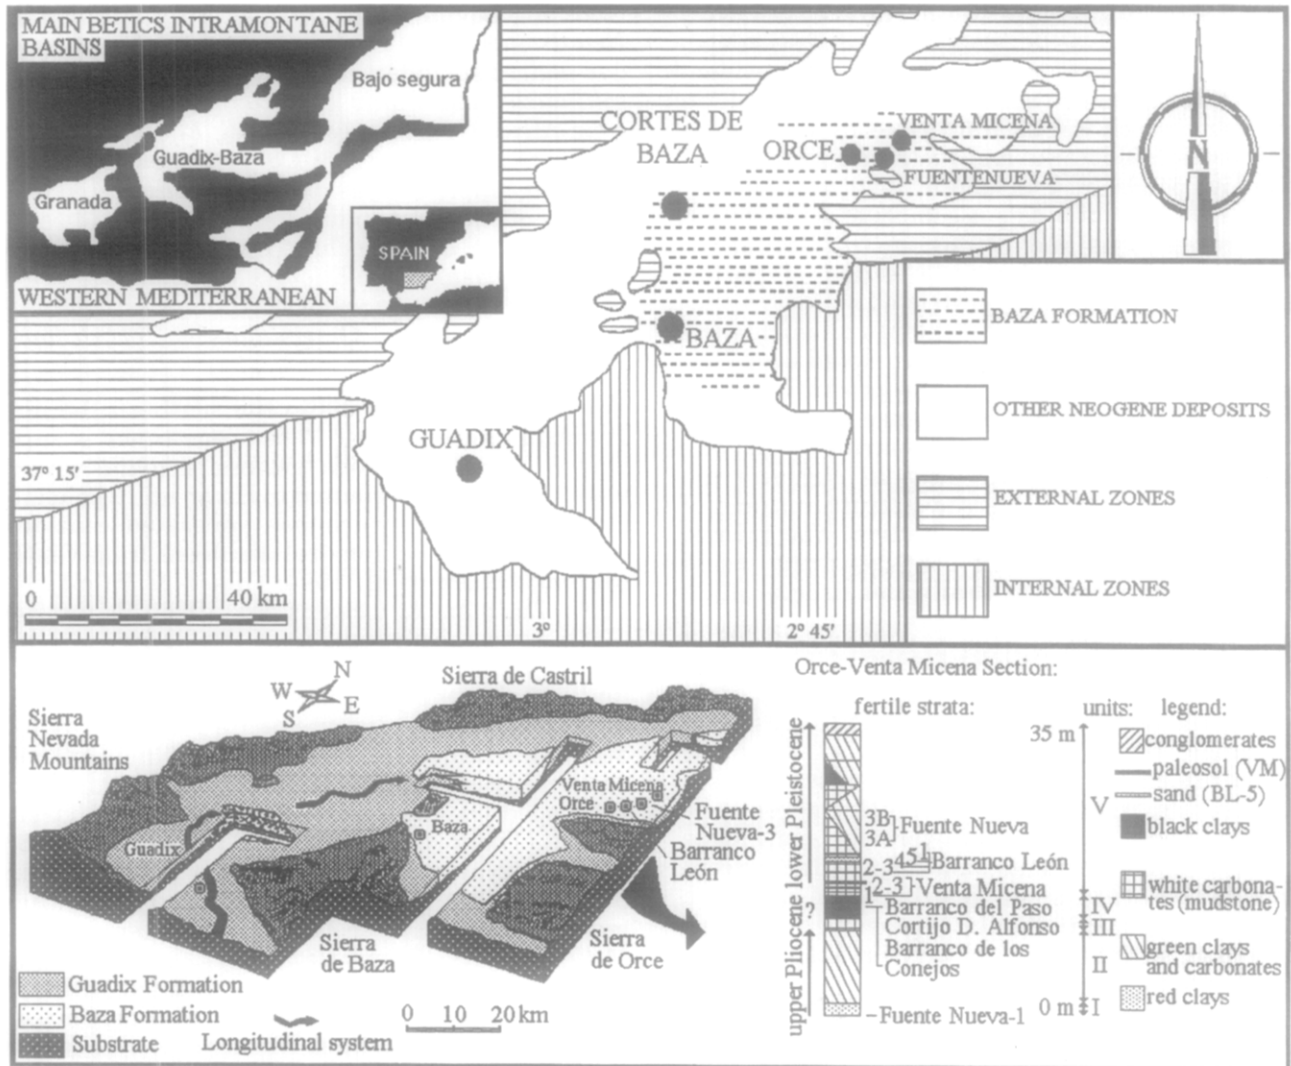 MAIN BETICS INTRAMONTANE
BASINS
Bajo segura
Guadix-Baza
Granada
SPAIN
WESTERN MEDITERRANEAN
CORTES DE
BAZA
ORCE
VENTA MICENA
FUENTENUEVA
BAZA
GUADIX
37° 15'
0 40 km
3°
2° 45'
N
BAZA FORMATION
OTHER NEOGENE DEPOSITS
EXTERNAL ZONES
INTERNAL ZONES
N
W
E
S
Sierra de Castril
Sierra
Nevada
Mountains
Guadix
Baza
Venta Micena
Orce
Fuente
Nueva-3
Barranco
León
Sierra
de Baza
Sierra
de Orce
Guadix Formation
Baza Formation
Substrate
Longitudinal system
0 10 20 km
Orce-Venta Micena Section:
fertile strata:
units:
legend:
upper Pliocene
?
lower Pleistocene
3B
3A
Fuente Nueva
2-3
4
5
1
Barranco León
2-3
Venta Micena
1
Barranco del Paso
Cortijo D. Alfonso
Barranco de los
Conejos
Fuente Nueva-1
35 m
0 m
V
IV
III
II
I
conglomerates
paleosol (VM)
sand (BL-5)
black clays
white carbona-
tes (mudstone)
green clays
and carbonates
red clays